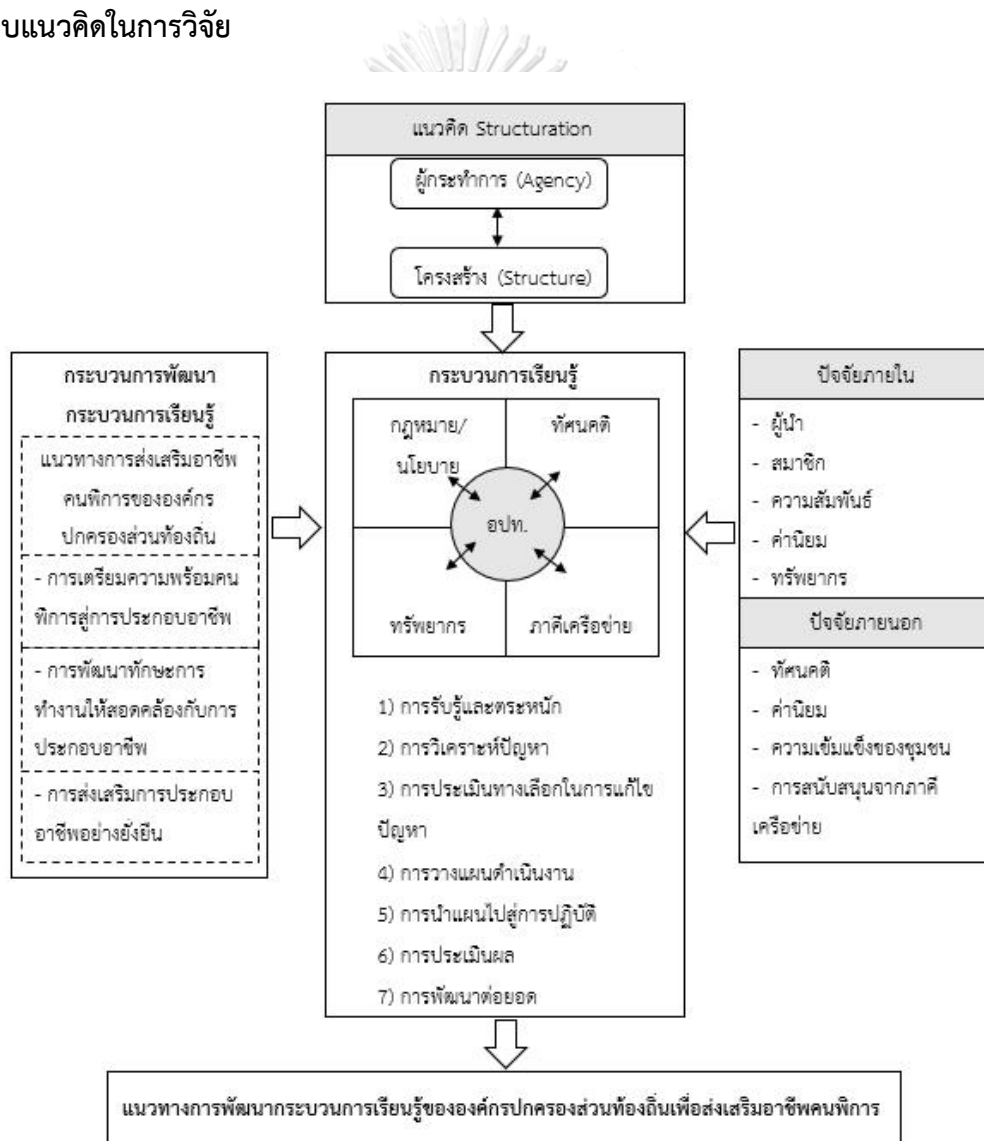 บแนวคิดในการวิจัย
แนวคิด Structuration
ผู้กระทำการ (Agency)
โครงสร้าง (Structure)
กระบวนการพัฒนา
กระบวนการเรียนรู้
แนวทางการส่งเสริมอาชีพ
คนพิการขององค์กร
ปกครองส่วนท้องถิ่น
- การเตรียมความพร้อมคน
พิการสู่การประกอบอาชีพ
- การพัฒนาทักษะการ
ทำงานให้สอดคล้องกับการ
ประกอบอาชีพ
- การส่งเสริมการประกอบ
อาชีพอย่างยั่งยืน
กระบวนการเรียนรู้
กฎหมาย/
นโยบาย
ทัศนคติ
อปท.
ทรัพยากร
ภาคีเครือข่าย
1) การรับรู้และตระหนัก
2) การวิเคราะห์ปัญหา
3) การประเมินทางเลือกในการแก้ไข
ปัญหา
4) การวางแผนดำเนินงาน
5) การนำแผนไปสู่การปฏิบัติ
6) การประเมินผล
7) การพัฒนาต่อยอด
ปัจจัยภายใน
- ผู้นำ
- สมาชิก
- ความสัมพันธ์
- ค่านิยม
- ทรัพยากร
ปัจจัยภายนอก
- ทัศนคติ
- ค่านิยม
- ความเข้มแข็งของชุมชน
- การสนับสนุนจากภาคี
เครือข่าย
แนวทางการพัฒนากระบวนการเรียนรู้ขององค์กรปกครองส่วนท้องถิ่นเพื่อส่งเสริมอาชีพคนพิการ